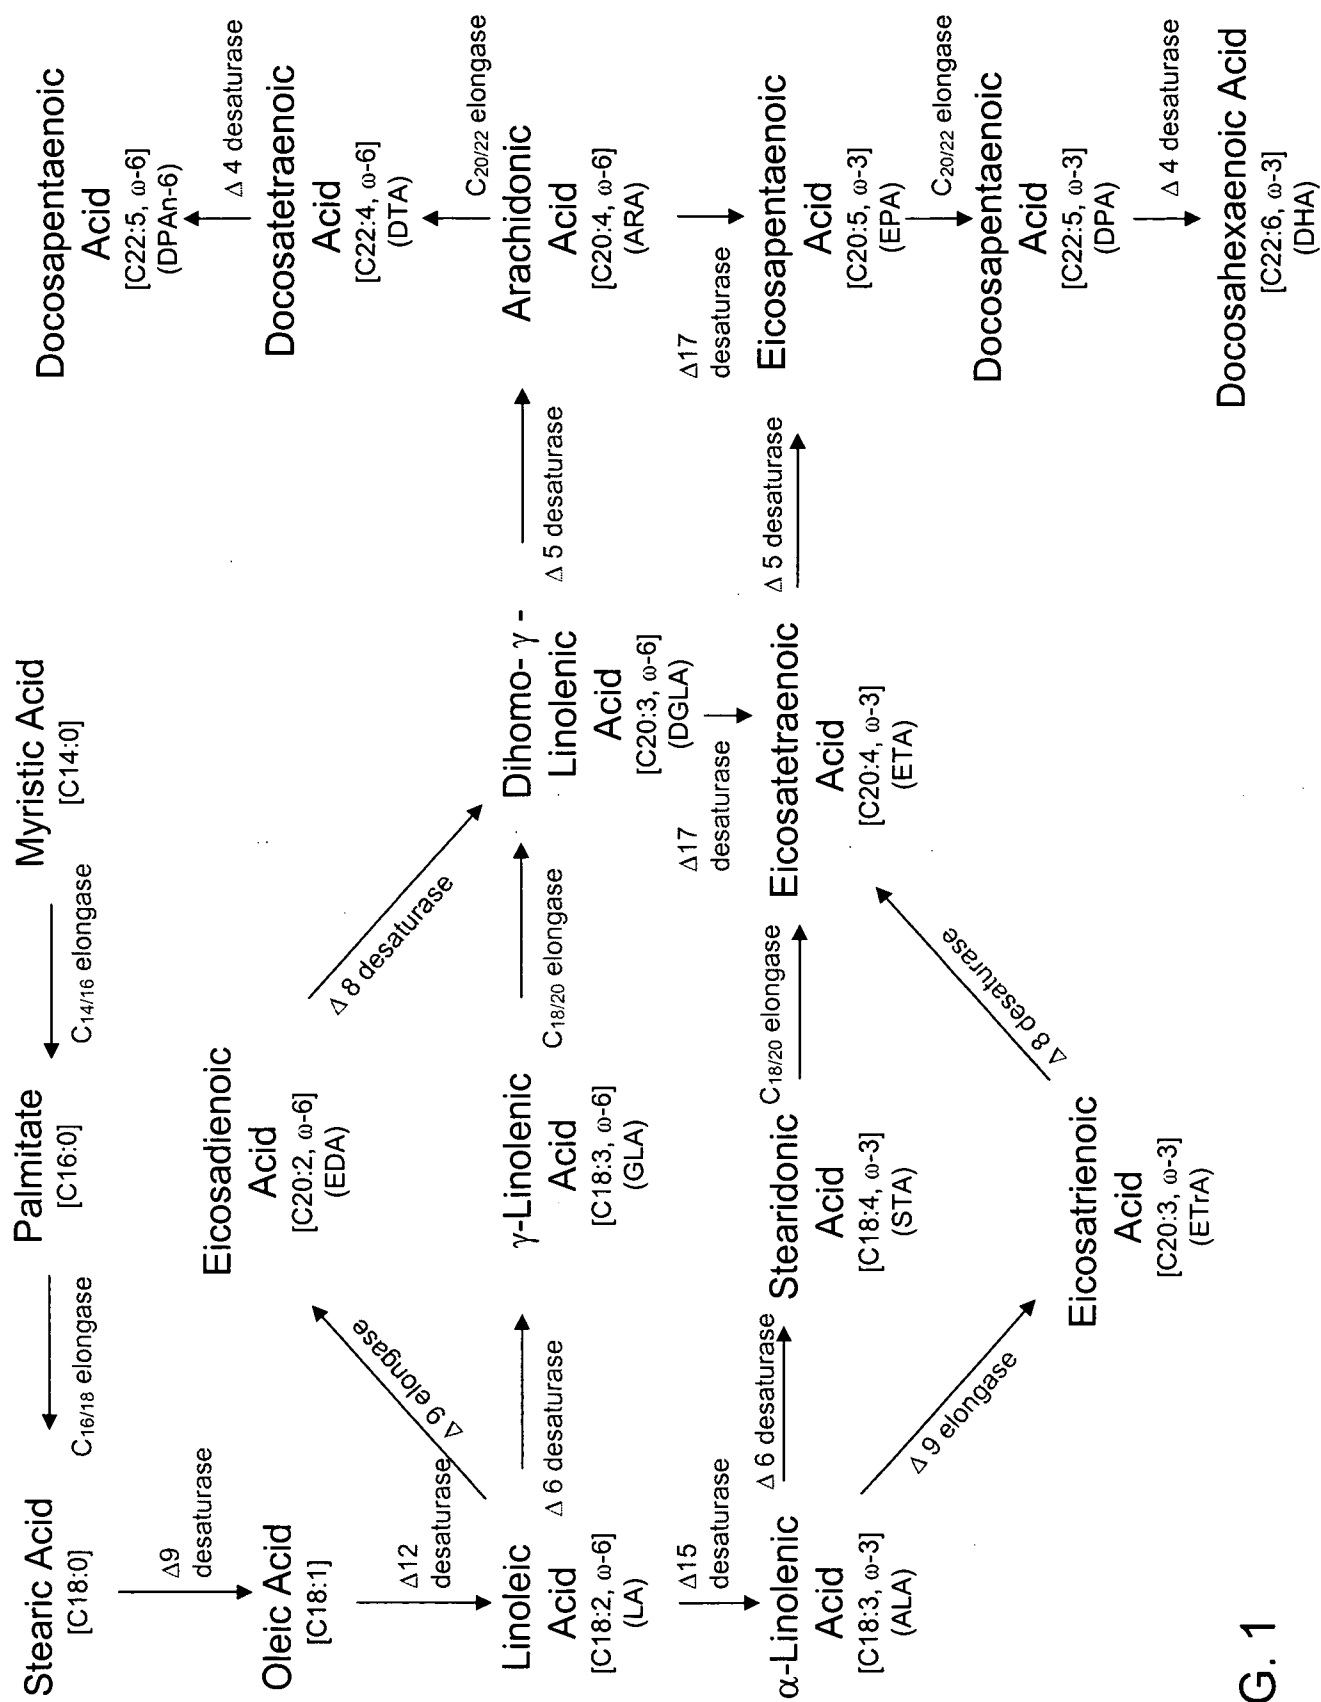 Stearic Acid
[C18:0]
C16/18 elongase
Palmitate
[C16:0]
C14/16 elongase
Myristic Acid
[C14:0]
Δ9
desaturase
Oleic Acid
[C18:1]
Δ12
desaturase
Linoleic
Acid
[C18:2, ω-6]
(LA)
Δ15
desaturase
α-Linolenic
Acid
[C18:3, ω-3]
(ALA)
Δ 9 elongase
Eicosadienoic
Acid
[C20:2, ω-6]
(EDA)
Δ 8 desaturase
Δ 6 desaturase
γ-Linolenic
Acid
[C18:3, ω-6]
(GLA)
C18/20 elongase
Dihomo- γ -
Linolenic
Acid
[C20:3, ω-6]
(DGLA)
Δ 6 desaturase
Stearidonic
Acid
[C18:4, ω-3]
(STA)
C18/20 elongase
Δ17
desaturase
Eicosatetraenoic
Acid
[C20:4, ω-3]
(ETA)
Δ 9 elongase
Eicosatrienoic
Acid
[C20:3, ω-3]
(ETrA)
Δ 8 desaturase
Δ 5 desaturase
Δ 5 desaturase
Docosapentaenoic
Acid
[C22:5, ω-6]
(DPAn-6)
Δ 4 desaturase
Docosatetraenoic
Acid
[C22:4, ω-6]
(DTA)
C20/22 elongase
Arachidonic
Acid
[C20:4, ω-6]
(ARA)
Δ17
desaturase
Eicosapentaenoic
Acid
[C20:5, ω-3]
(EPA)
C20/22 elongase
Docosapentaenoic
Acid
[C22:5, ω-3]
(DPA)
Δ 4 desaturase
Docosahexaenoic Acid
[C22:6, ω-3]
(DHA)
G. 1